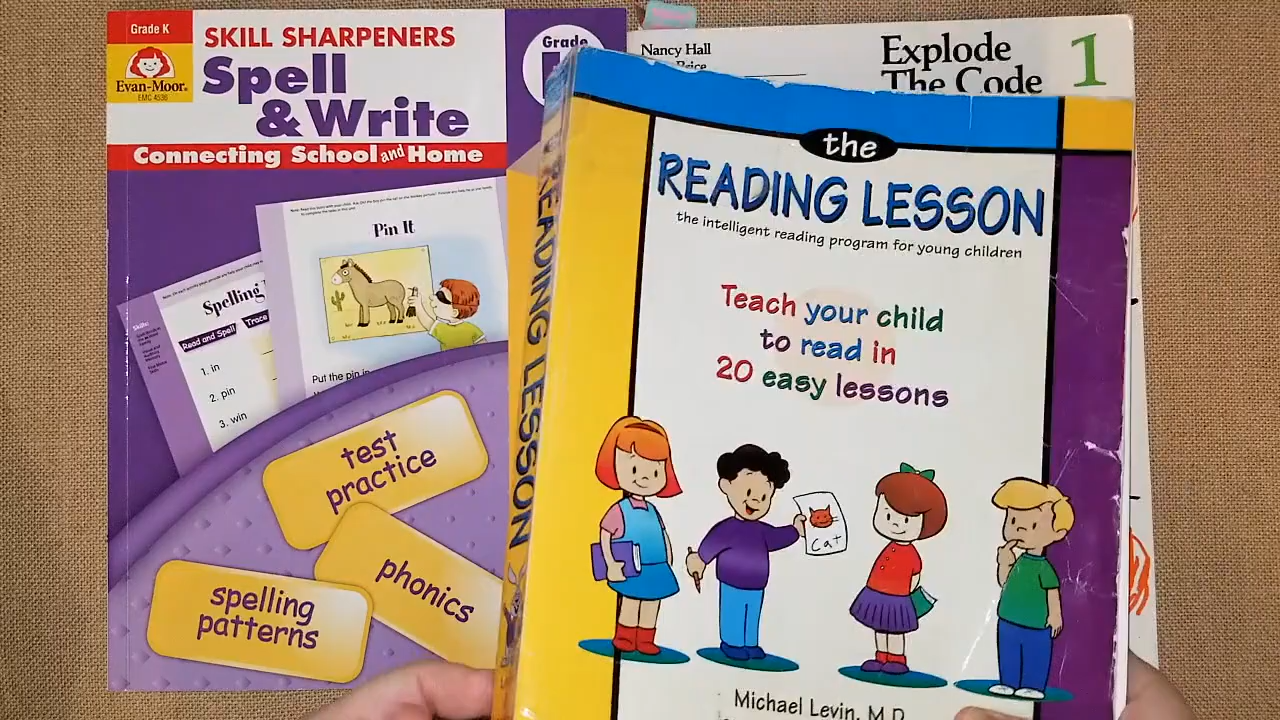 Grade K
Evan-Moor®
EMC 4536
SKILL SHARPENERS
Spell
& Write
Connecting School and Home
Grade
Pin It
Put the pin in
Spelling
Skills:
Read and Spell
Trace
1. in
2. pin
3. win
test
practice
phonics
spelling
patterns
Nancy Hall
Explode
The Code
1
READING LESSON
the
READING LESSON
the intelligent reading program for young children
Teach your child
to read in
20 easy lessons
Cat
Michael Levin, M.D.